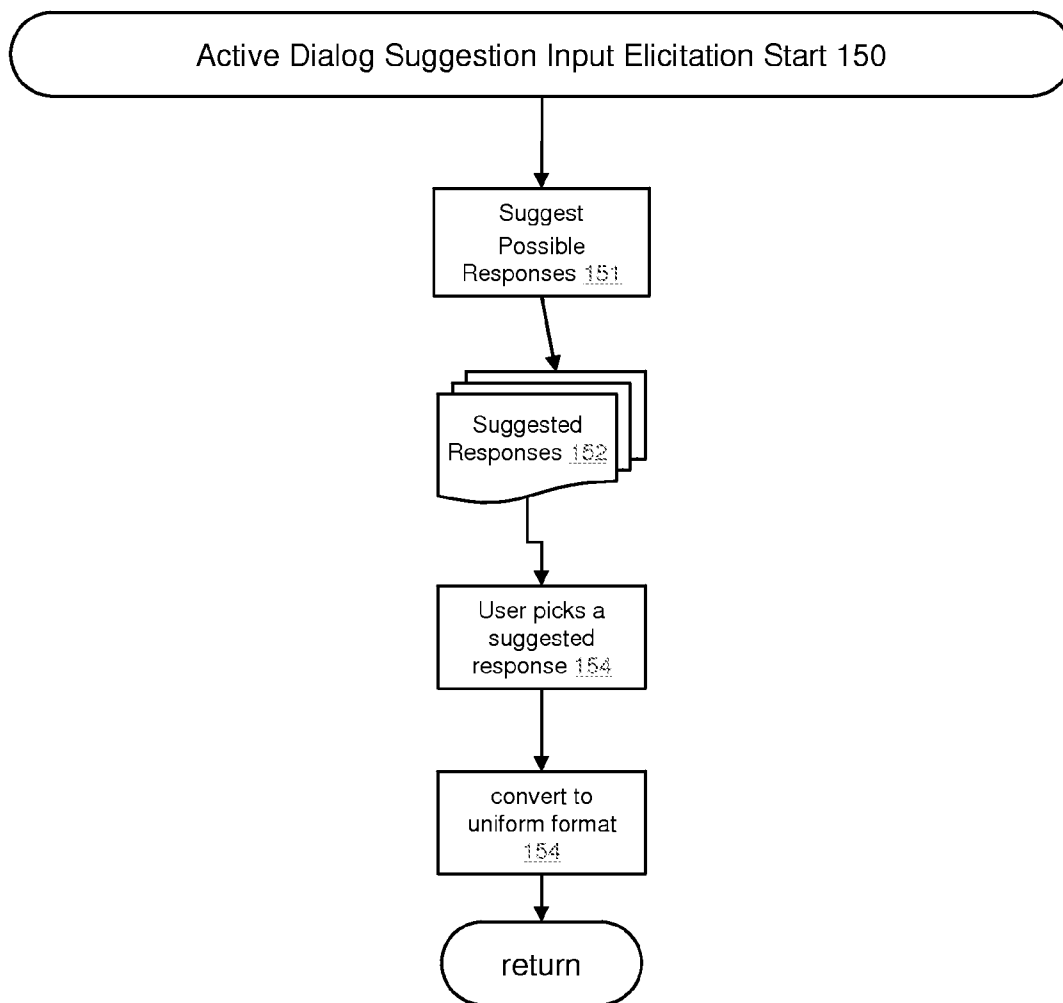 Active Dialog Suggestion Input Elicitation Start 150
Suggest
Possible
Responses 151
Suggested
Responses 152
User picks a
suggested
response 154
convert to
uniform format
154
return